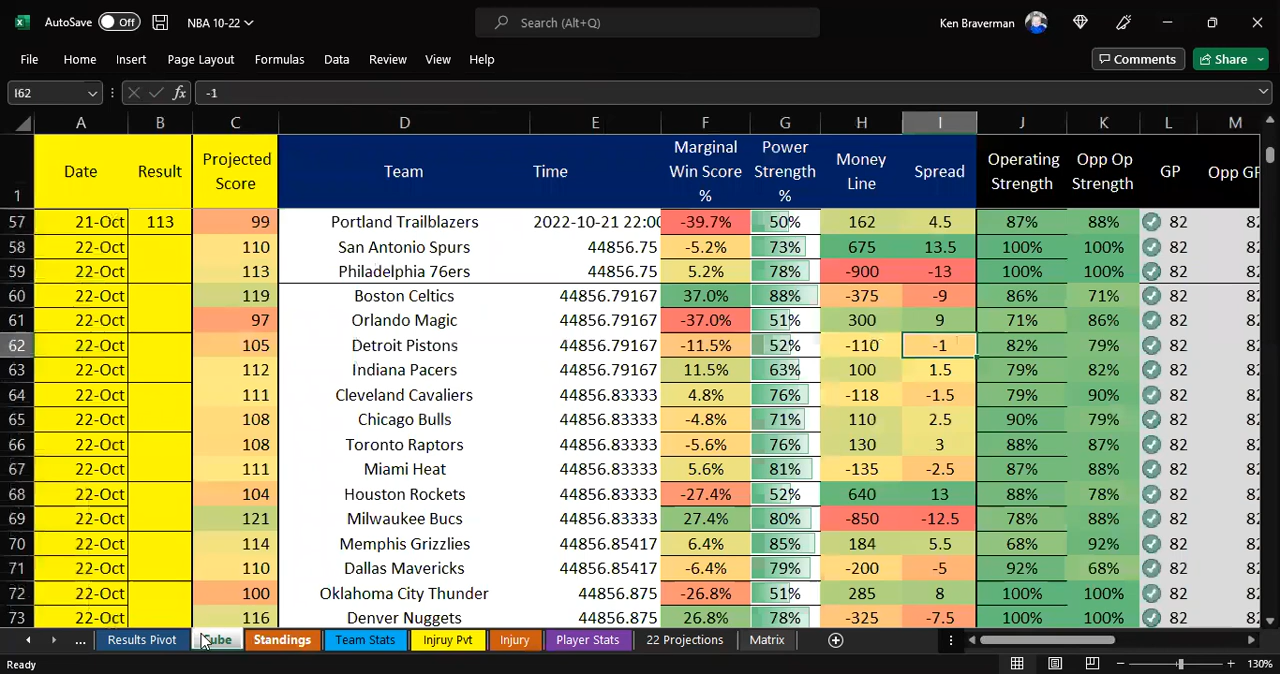 AutoSave Off NBA 10-22 Search (Alt+Q) Ken Braverman
File Home Insert Page Layout Formulas Data Review View Help Comments Share
I62 fx -1
A B C D E F G H I J K L M
1 Date Result Projected Score Team Time Marginal Win Score % Power Strength % Money Line Spread Operating Strength Opp Op Strength GP Opp GP
57 21-Oct 113 99 Portland Trailblazers 2022-10-21 22:00 -39.7% 50% 162 4.5 87% 88% 82 82
58 22-Oct 110 San Antonio Spurs 44856.75 -5.2% 73% 675 13.5 100% 100% 82 82
59 22-Oct 113 Philadelphia 76ers 44856.75 5.2% 78% -900 -13 100% 100% 82 82
60 22-Oct 119 Boston Celtics 44856.79167 37.0% 88% -375 -9 86% 71% 82 82
61 22-Oct 97 Orlando Magic 44856.79167 -37.0% 51% 300 9 71% 86% 82 82
62 22-Oct 105 Detroit Pistons 44856.79167 -11.5% 52% -110 -1 82% 79% 82 82
63 22-Oct 112 Indiana Pacers 44856.79167 11.5% 63% 100 1.5 79% 82% 82 82
64 22-Oct 111 Cleveland Cavaliers 44856.83333 4.8% 76% -118 -1.5 79% 90% 82 82
65 22-Oct 108 Chicago Bulls 44856.83333 -4.8% 71% 110 2.5 90% 79% 82 82
66 22-Oct 108 Toronto Raptors 44856.83333 -5.6% 76% 130 3 88% 87% 82 82
67 22-Oct 111 Miami Heat 44856.83333 5.6% 81% -135 -2.5 87% 88% 82 82
68 22-Oct 104 Houston Rockets 44856.83333 -27.4% 52% 640 13 88% 78% 82 82
69 22-Oct 121 Milwaukee Bucs 44856.83333 27.4% 80% -850 -12.5 78% 88% 82 82
70 22-Oct 114 Memphis Grizzlies 44856.85417 6.4% 85% 184 5.5 68% 92% 82 82
71 22-Oct 110 Dallas Mavericks 44856.85417 -6.4% 79% -200 -5 92% 68% 82 82
72 22-Oct 100 Oklahoma City Thunder 44856.875 -26.8% 51% 285 8 100% 100% 82 82
73 22-Oct 116 Denver Nuggets 44856.875 26.8% 78% -325 -7.5 100% 100% 82 82
... Results Pivot Cube Standings Team Stats Injruy Pvt Injury Player Stats 22 Projections Matrix
Ready 130%